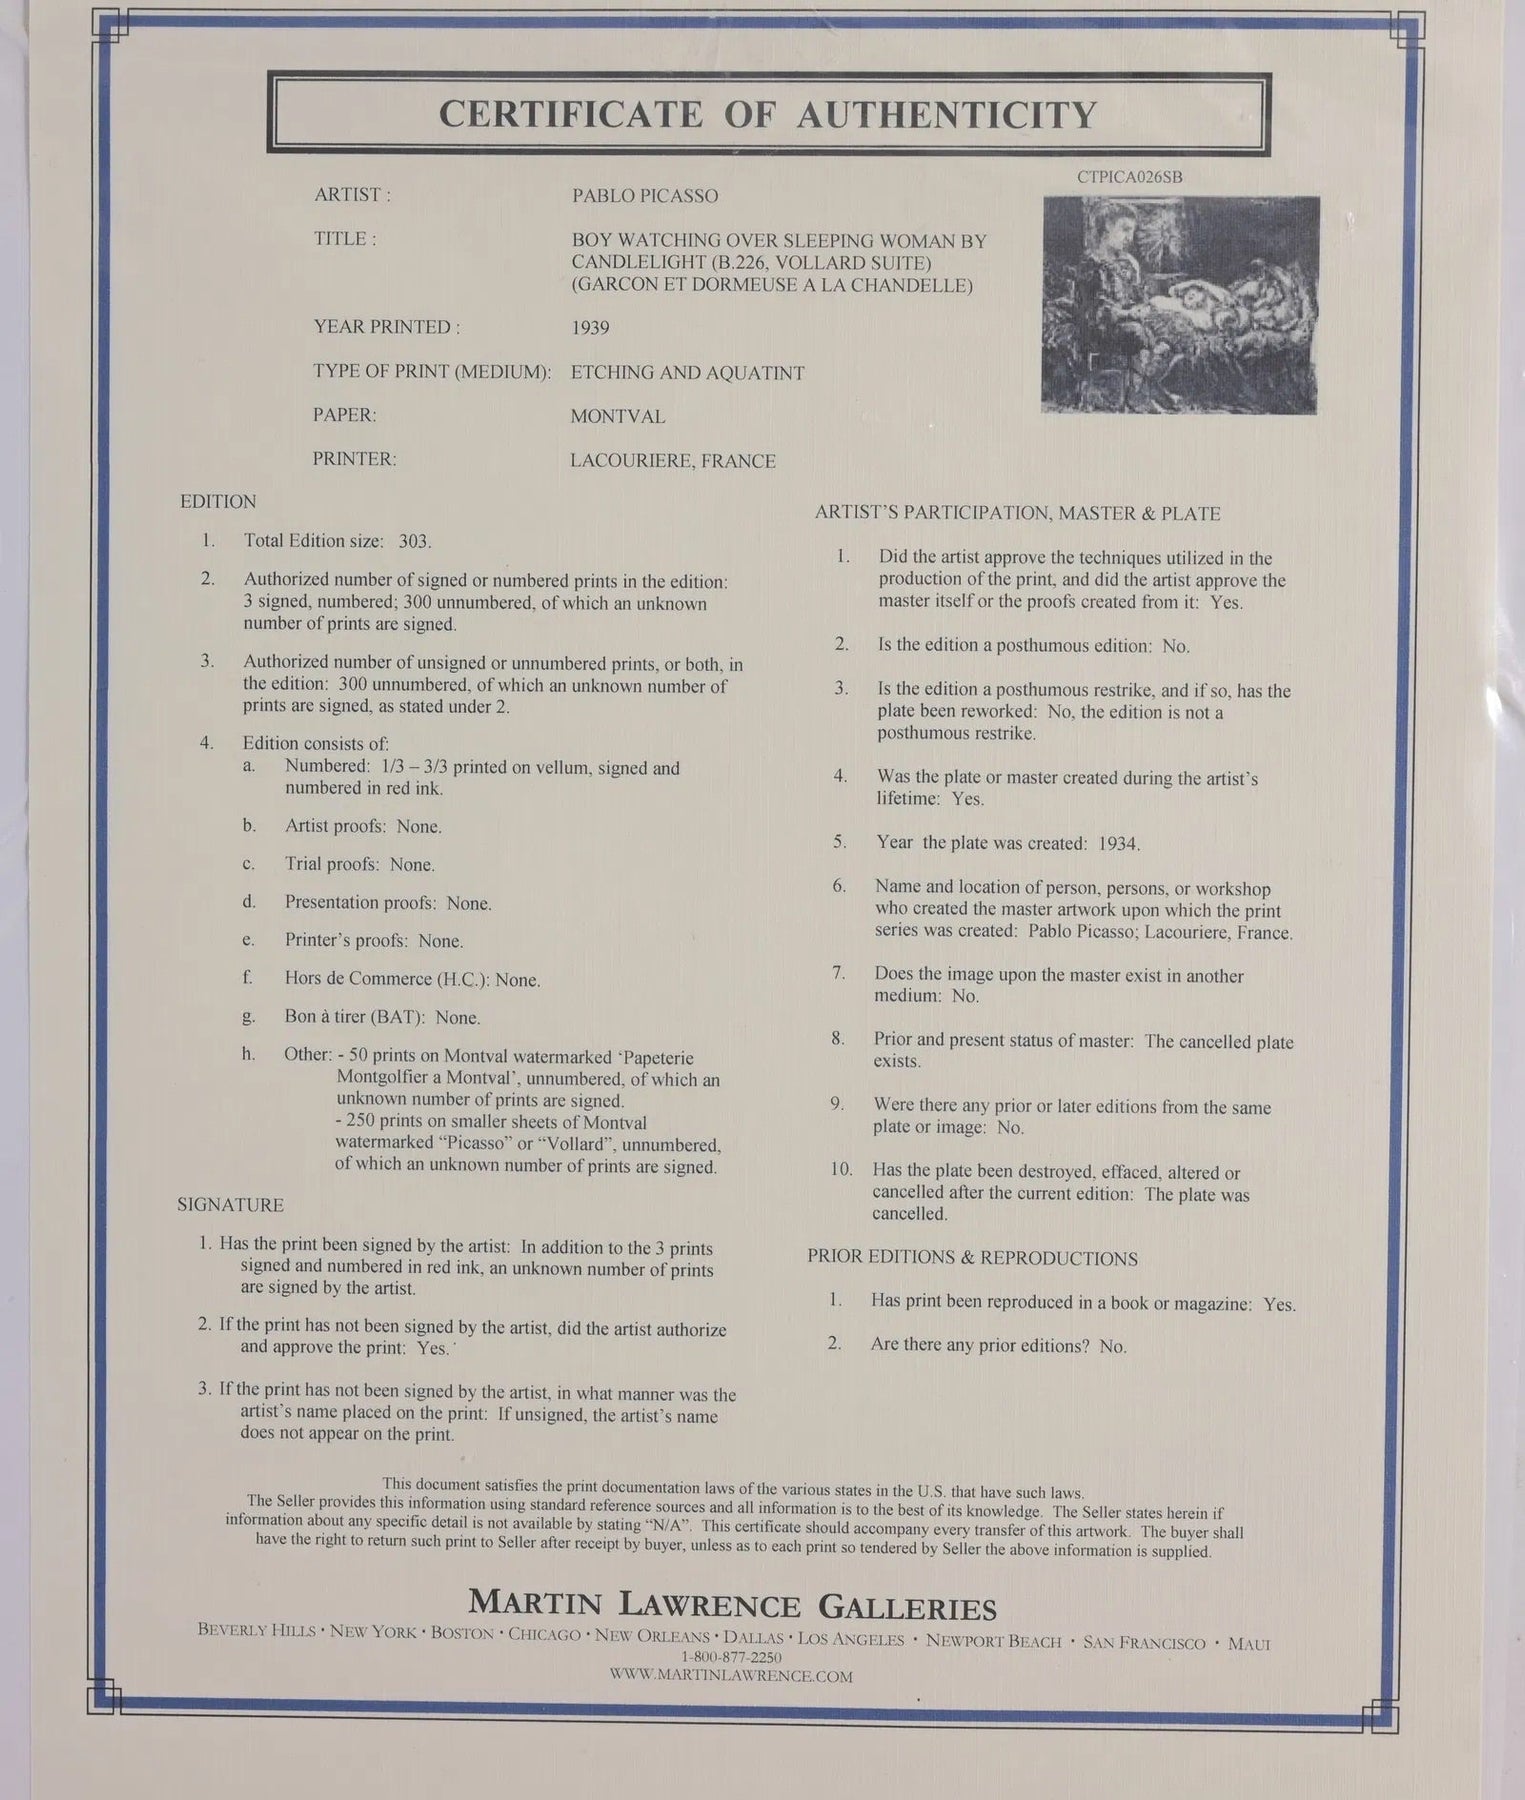 CERTIFICATE OF AUTHENTICITY
CTPICA026SB
ARTIST : PABLO PICASSO
TITLE : BOY WATCHING OVER SLEEPING WOMAN BY
CANDLELIGHT (B.226, VOLLARD SUITE)
(GARCON ET DORMEUSE A LA CHANDELLE)
YEAR PRINTED : 1939
TYPE OF PRINT (MEDIUM): ETCHING AND AQUATINT
PAPER: MONTVAL
PRINTER: LACOURIERE, FRANCE
EDITION
1. Total Edition size: 303.
2. Authorized number of signed or numbered prints in the edition:
3 signed, numbered; 300 unnumbered, of which an unknown
number of prints are signed.
3. Authorized number of unsigned or unnumbered prints, or both, in
the edition: 300 unnumbered, of which an unknown number of
prints are signed, as stated under 2.
4. Edition consists of:
a. Numbered: 1/3 – 3/3 printed on vellum, signed and
numbered in red ink.
b. Artist proofs: None.
c. Trial proofs: None.
d. Presentation proofs: None.
e. Printer's proofs: None.
f. Hors de Commerce (H.C.): None.
g. Bon à tirer (BAT): None.
h. Other: - 50 prints on Montval watermarked 'Papeterie
Montgolfier a Montval', unnumbered, of which an
unknown number of prints are signed.
- 250 prints on smaller sheets of Montval
watermarked "Picasso" or "Vollard", unnumbered,
of which an unknown number of prints are signed.
SIGNATURE
1. Has the print been signed by the artist: In addition to the 3 prints
signed and numbered in red ink, an unknown number of prints
are signed by the artist.
2. If the print has not been signed by the artist, did the artist authorize
and approve the print: Yes.
3. If the print has not been signed by the artist, in what manner was the
artist's name placed on the print: If unsigned, the artist's name
does not appear on the print.
ARTIST'S PARTICIPATION, MASTER & PLATE
1. Did the artist approve the techniques utilized in the
production of the print, and did the artist approve the
master itself or the proofs created from it: Yes.
2. Is the edition a posthumous edition: No.
3. Is the edition a posthumous restrike, and if so, has the
plate been reworked: No, the edition is not a
posthumous restrike.
4. Was the plate or master created during the artist's
lifetime: Yes.
5. Year the plate was created: 1934.
6. Name and location of person, persons, or workshop
who created the master artwork upon which the print
series was created: Pablo Picasso; Lacouriere, France.
7. Does the image upon the master exist in another
medium: No.
8. Prior and present status of master: The cancelled plate
exists.
9. Were there any prior or later editions from the same
plate or image: No.
10. Has the plate been destroyed, effaced, altered or
cancelled after the current edition: The plate was
cancelled.
PRIOR EDITIONS & REPRODUCTIONS
1. Has print been reproduced in a book or magazine: Yes.
2. Are there any prior editions? No.
This document satisfies the print documentation laws of the various states in the U.S. that have such laws.
The Seller provides this information using standard reference sources and all information is to the best of its knowledge. The Seller states herein if
information about any specific detail is not available by stating "N/A". This certificate should accompany every transfer of this artwork. The buyer shall
have the right to return such print to Seller after receipt by buyer, unless as to each print so tendered by Seller the above information is supplied.
MARTIN LAWRENCE GALLERIES
BEVERLY HILLS • NEW YORK • BOSTON • CHICAGO • NEW ORLEANS • DALLAS • LOS ANGELES • NEWPORT BEACH • SAN FRANCISCO • MAUI
1-800-877-2250
WWW.MARTINLAWRENCE.COM